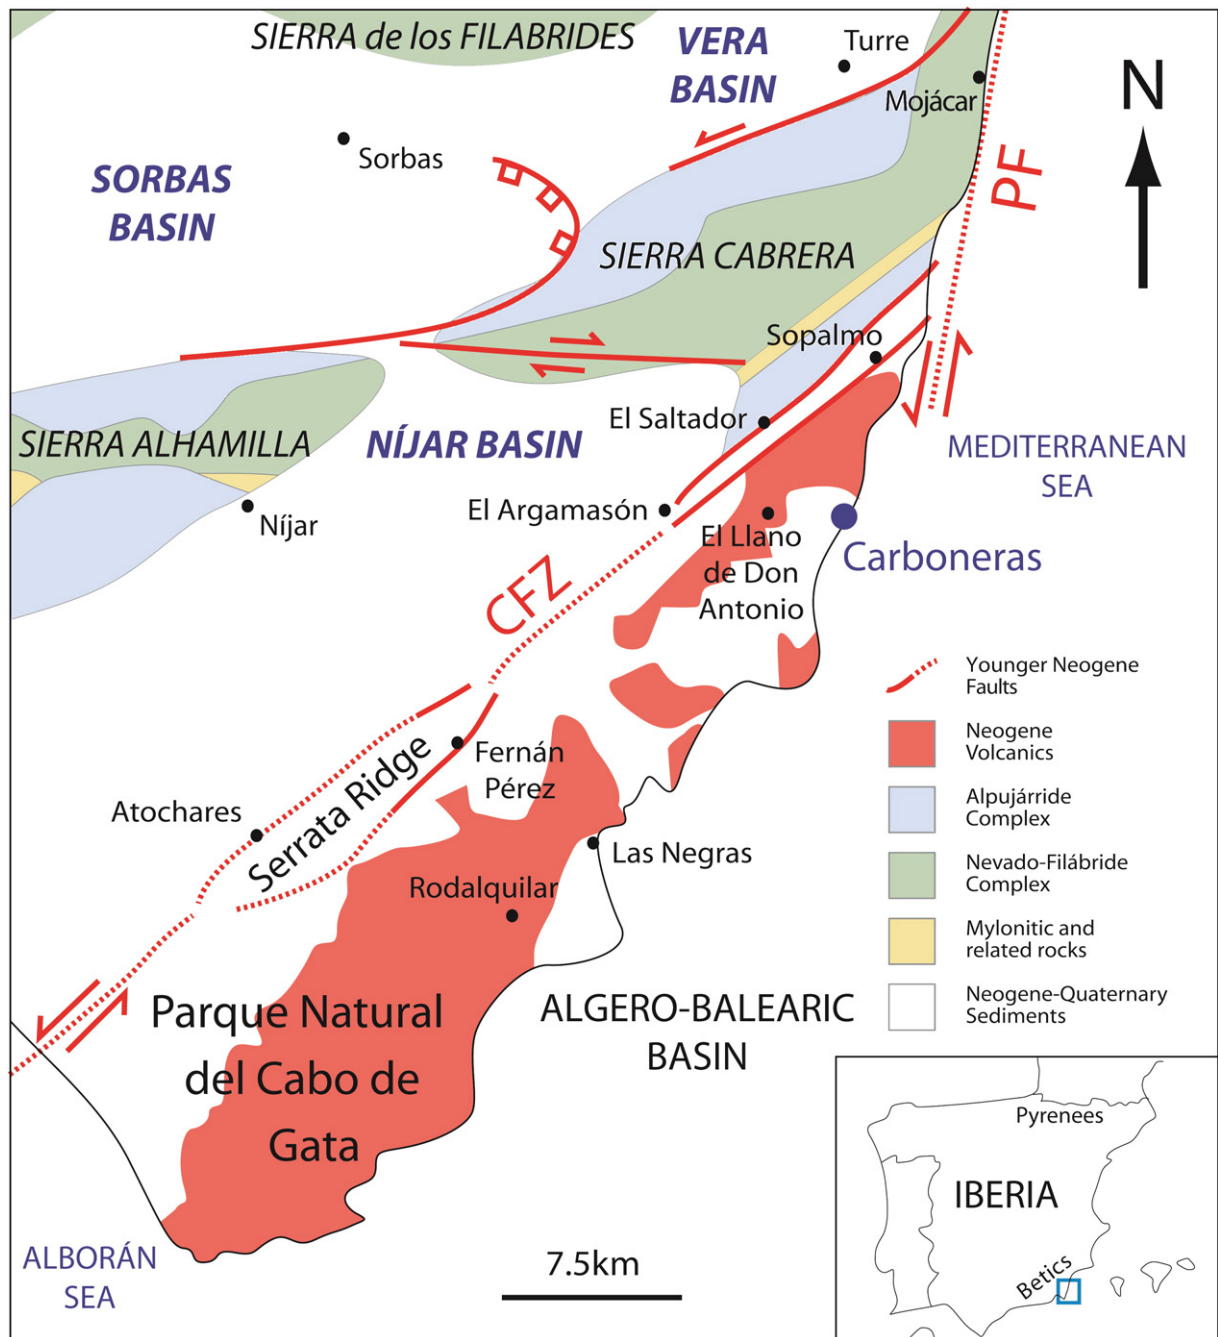 SIERRA de los FILABRIDES
VERA
BASIN
Turre
Mojácar
N
Sorbas
SORBAS
BASIN
PF
SIERRA CABRERA
Sopalmo
El Saltador
SIERRA ALHAMILLA
NÍJAR BASIN
MEDITERRANEAN
SEA
El Argamasón
Níjar
El Llano
de Don
Antonio
Carboneras
CFZ
Fernán
Pérez
Serrata Ridge
Atochares
Las Negras
Rodalquilar
Parque Natural
del Cabo de
Gata
ALGERO-BALEARIC
BASIN
ALBORÁN
SEA
7.5km
Younger Neogene
Faults
Neogene
Volcanics
Alpujárride
Complex
Nevado-Filábride
Complex
Mylonitic and
related rocks
Neogene-Quaternary
Sediments
Pyrenees
IBERIA
Betics